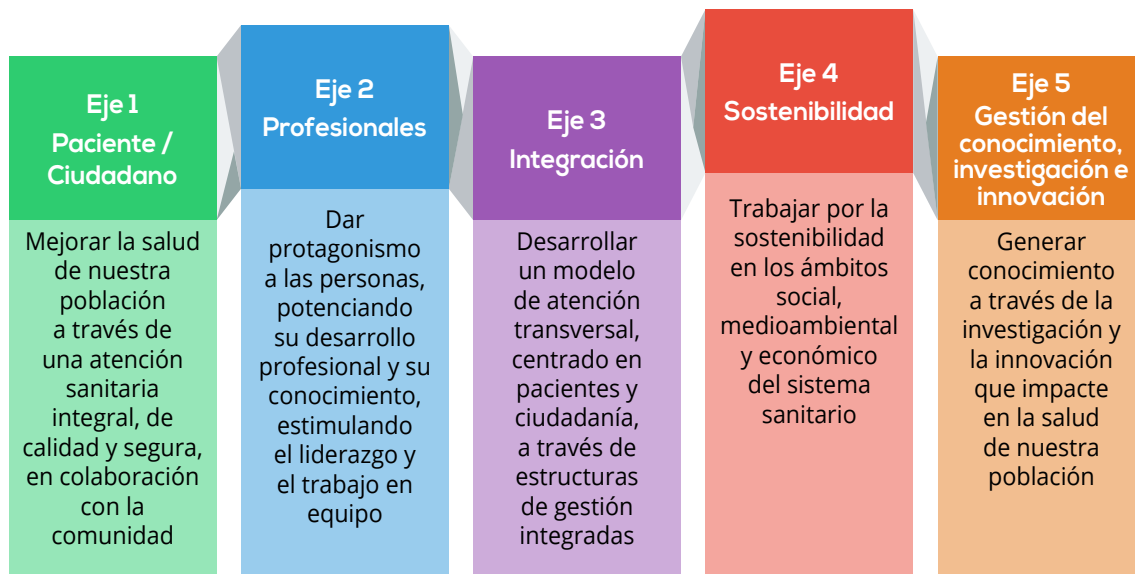 Eje 1
Paciente /
Ciudadano
Mejorar la salud
de nuestra
población
a través de
una atención
sanitaria
integral, de
calidad y segura,
en colaboración
con la
comunidad
Eje 2
Profesionales
Dar
protagonismo
a las personas,
potenciando
su desarrollo
profesional y su
conocimiento,
estimulando
el liderazgo y
el trabajo en
equipo
Eje 3
Integración
Desarrollar
un modelo
de atención
transversal,
centrado en
pacientes y
ciudadanía,
a través de
estructuras
de gestión
integradas
Eje 4
Sostenibilidad
Trabajar por la
sostenibilidad
en los ámbitos
social,
medioambiental
y económico
del sistema
sanitario
Eje 5
Gestión del
conocimiento,
investigación e
innovación
Generar
conocimiento
a través de la
investigación y
la innovación
que impacte
en la salud
de nuestra
población